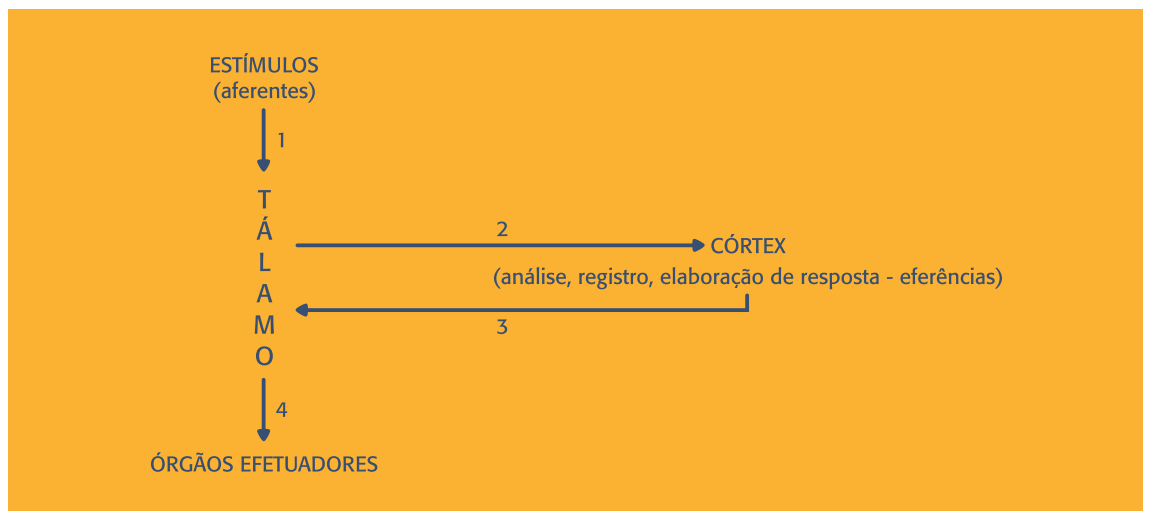 ESTÍMULOS
(aferentes)
1
T
Á
L
A
M
O
2
CÓRTEX
(análise, registro, elaboração de resposta - eferências)
3
4
ÓRGÃOS EFETUADORES